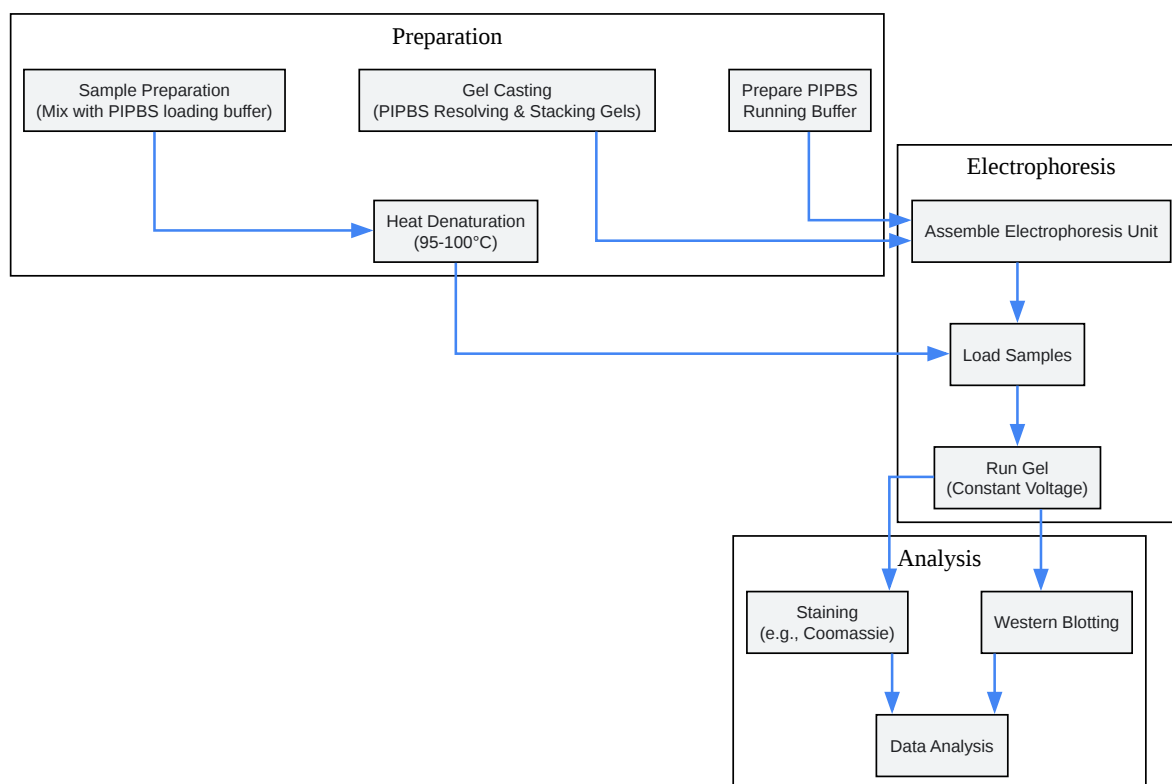 Preparation
Sample Preparation
(Mix with PIPBS loading buffer)
Gel Casting
(PIPBS Resolving & Stacking Gels)
Prepare PIPBS
Running Buffer
Heat Denaturation
(95-100°C)
Electrophoresis
Assemble Electrophoresis Unit
Load Samples
Run Gel
(Constant Voltage)
Analysis
Staining
(e.g., Coomassie)
Western Blotting
Data Analysis